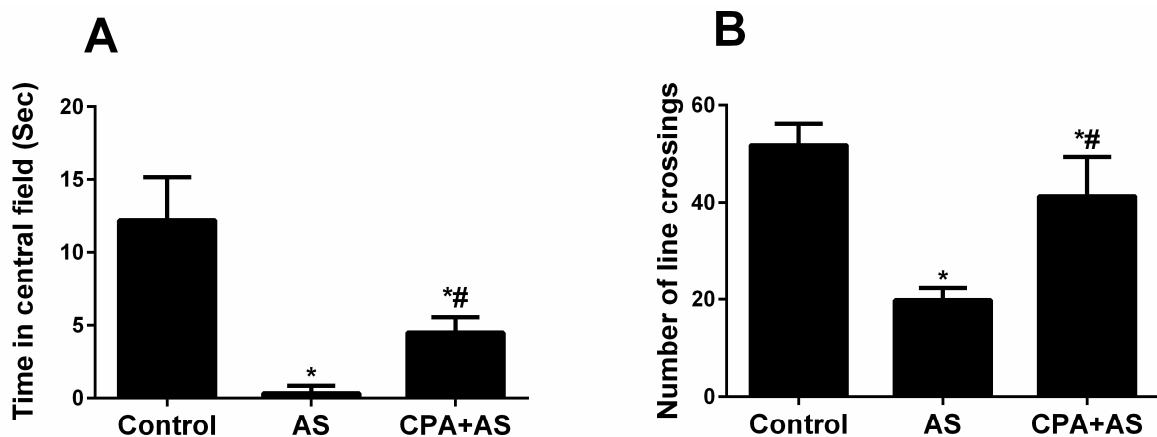 A
Time in central field (Sec)
20
15
10
5
0
*
*#
Control AS CPA+AS
B
Number of line crossings
60
40
20
0
*
*#
Control AS CPA+AS